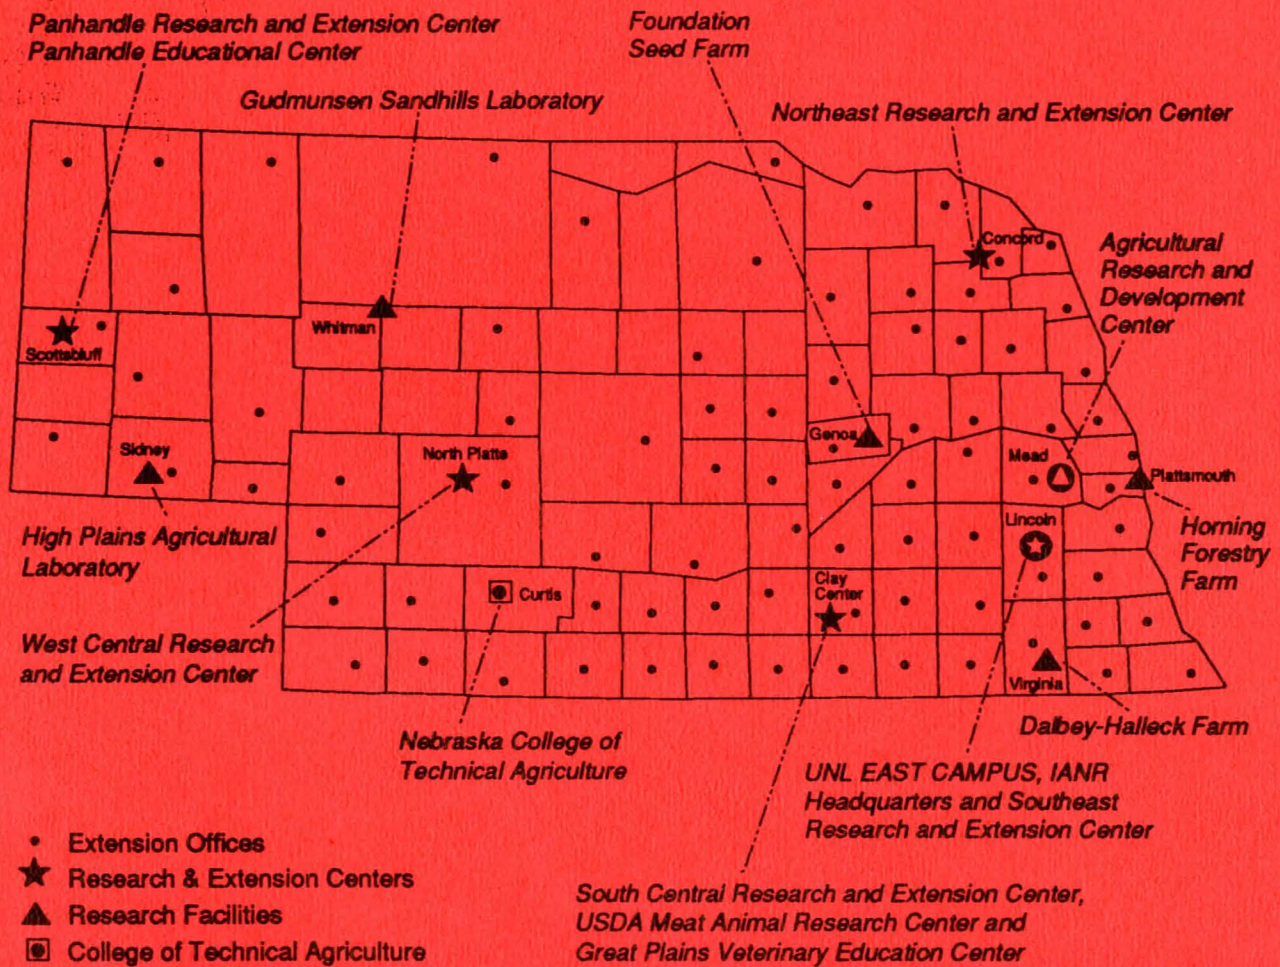 Panhandle Research and Extension Center
Panhandle Educational Center
Foundation
Seed Farm
Gudmunsen Sandhills Laboratory
Northeast Research and Extension Center
Concord
Agricultural
Research and
Development
Center
Whitman
Scottsbluff
Genoa
Sidney
North Platte
Mead
Plattsmouth
High Plains Agricultural
Laboratory
Lincoln
Horning
Forestry
Farm
Clay
Center
Curtis
West Central Research
and Extension Center
Virginia
Dalbey-Halleck Farm
Nebraska College of
Technical Agriculture
UNL EAST CAMPUS, IANR
Headquarters and Southeast
Research and Extension Center
Extension Offices
Research & Extension Centers
Research Facilities
College of Technical Agriculture
South Central Research and Extension Center,
USDA Meat Animal Research Center and
Great Plains Veterinary Education Center